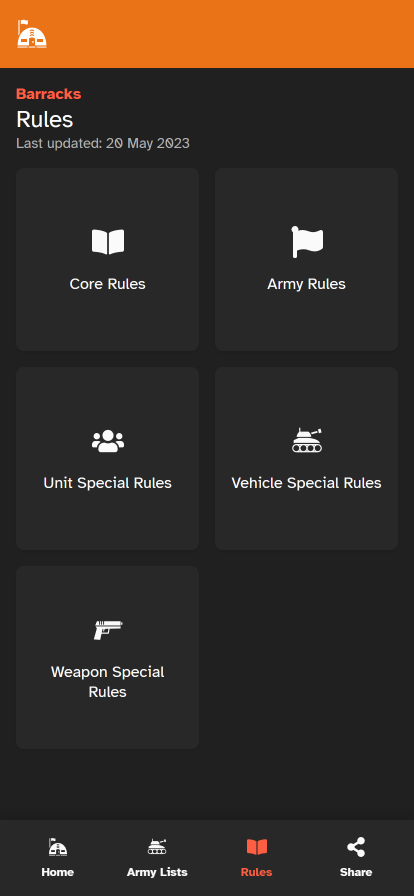 Barracks
Rules
Last updated: 20 May 2023
Core Rules
Army Rules
Unit Special Rules
Vehicle Special Rules
Weapon Special
Rules
Home
Army Lists
Rules
Share